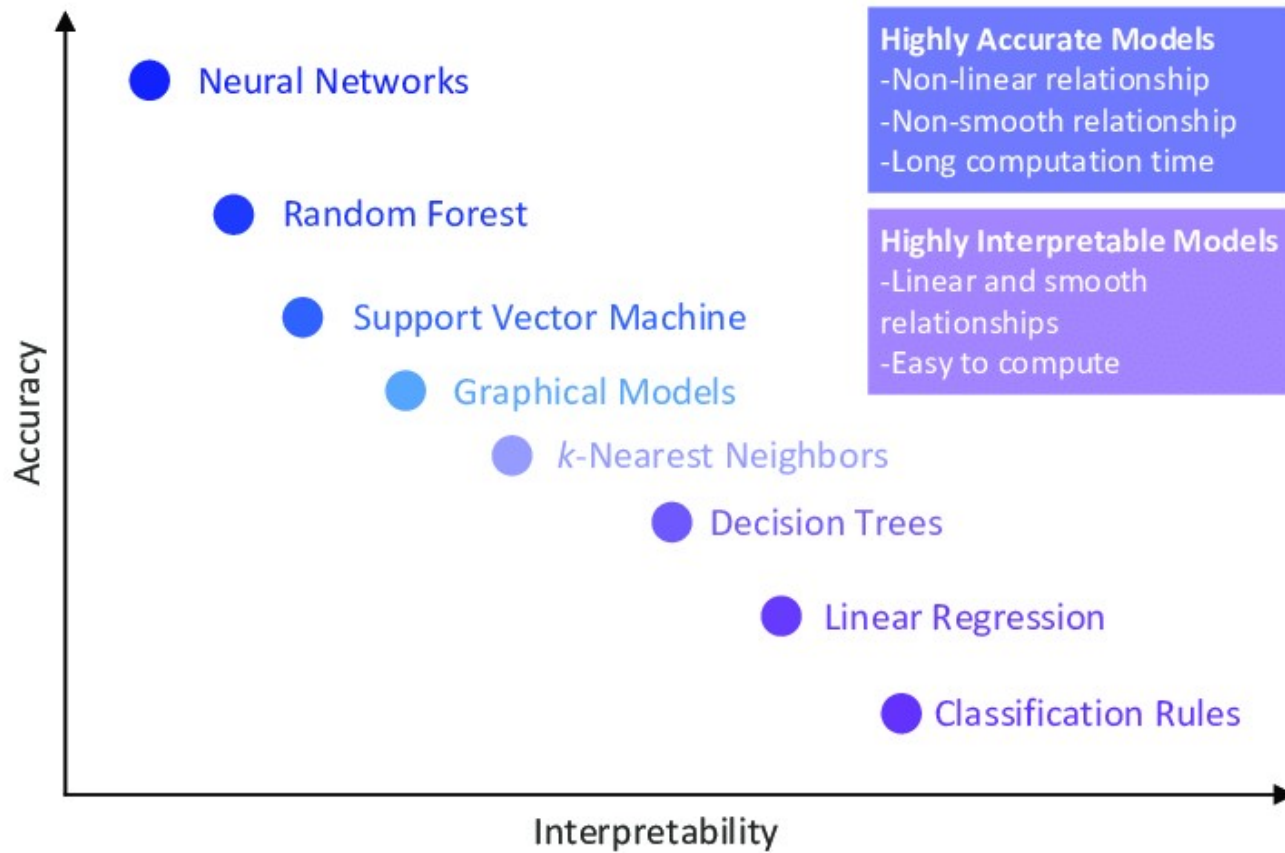 Neural Networks
Random Forest
Support Vector Machine
Graphical Models
k-Nearest Neighbors
Decision Trees
Linear Regression
Classification Rules
Highly Accurate Models
-Non-linear relationship
-Non-smooth relationship
-Long computation time
Highly Interpretable Models
-Linear and smooth
relationships
-Easy to compute
Accuracy
Interpretability